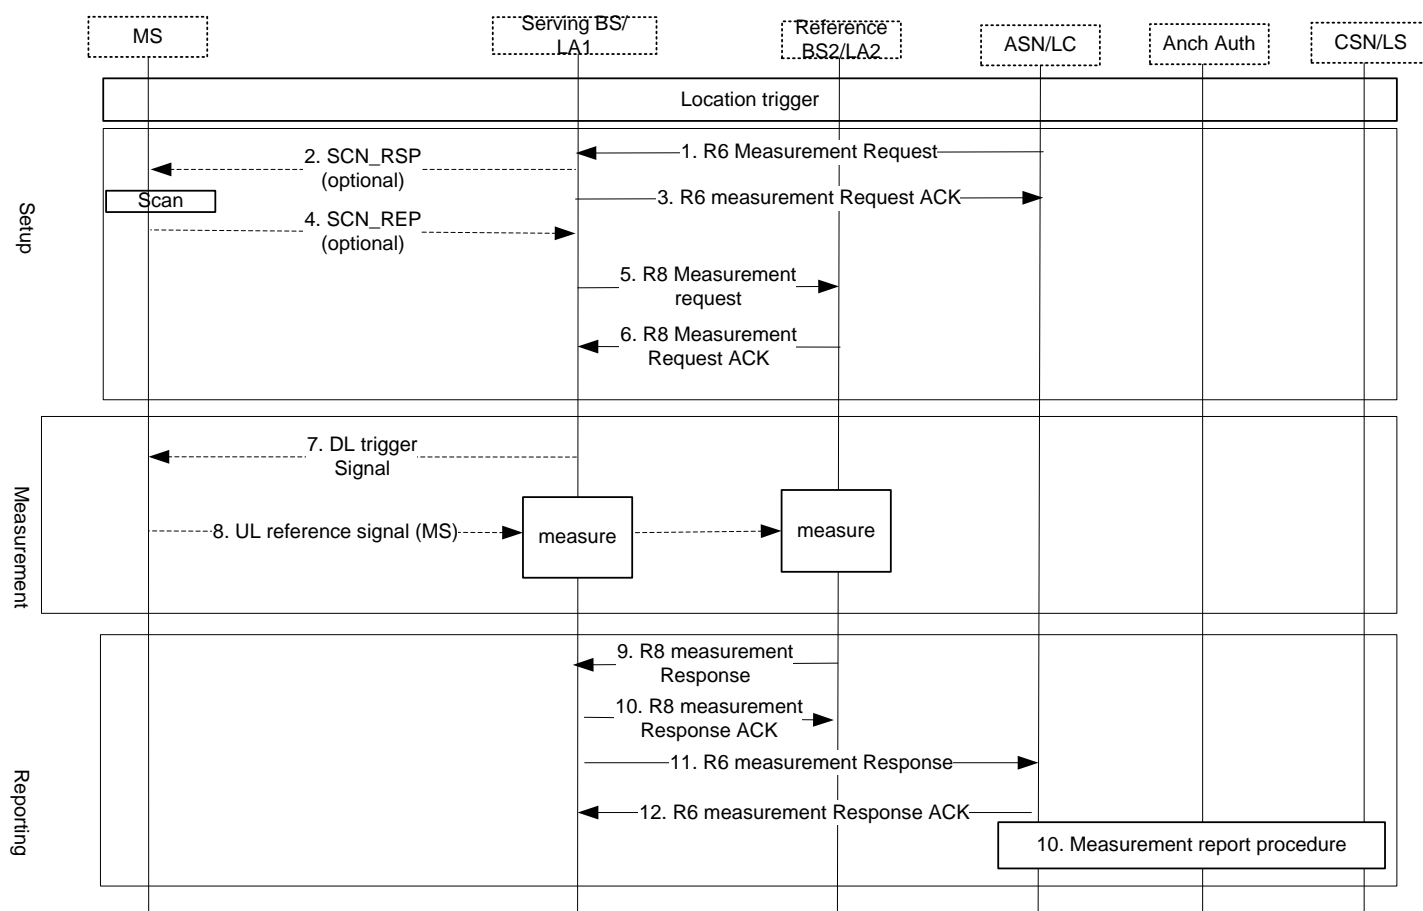 MS
Serving BS/
LA1
Reference
BS2/LA2
ASN/LC
Anch Auth
CSN/LS
Location trigger
Setup
1. R6 Measurement Request
2. SCN_RSP
(optional)
Scan
3. R6 measurement Request ACK
4. SCN_REP
(optional)
5. R8 Measurement
request
6. R8 Measurement
Request ACK
Measurement
7. DL trigger
Signal
8. UL reference signal (MS)
measure
measure
Reporting
9. R8 measurement
Response
10. R8 measurement
Response ACK
11. R6 measurement Response
12. R6 measurement Response ACK
10. Measurement report procedure